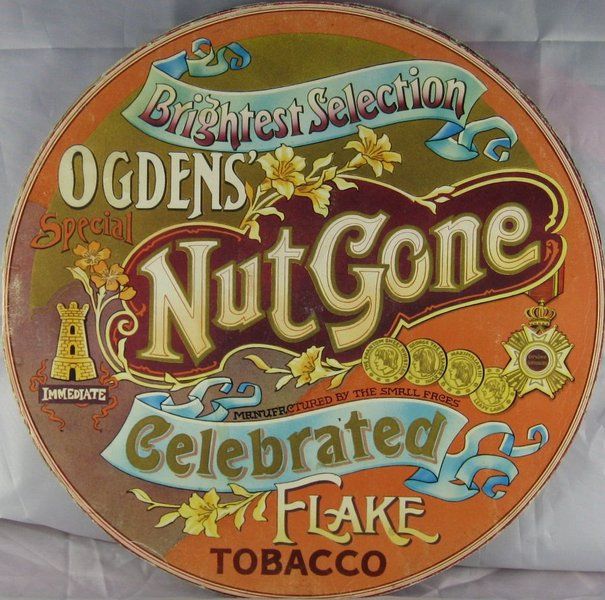 Brightest Selection
OGDENS'
Special
Nut Gone
IMMEDIATE
MANUFACTURED BY THE SMALL FACES
Celebrated
FLAKE
TOBACCO